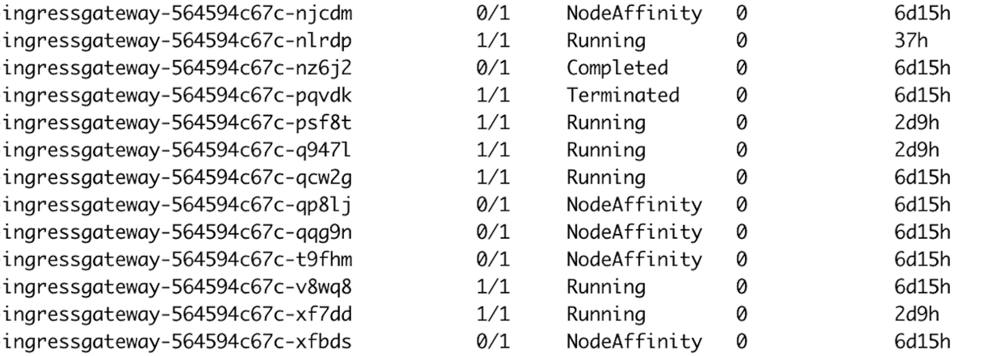 -ingressgateway-564594c67c-njcdm 0/1 NodeAffinity 0 6d15h
-ingressgateway-564594c67c-nlrdp 1/1 Running 0 37h
-ingressgateway-564594c67c-nz6j2 0/1 Completed 0 6d15h
-ingressgateway-564594c67c-pqvdk 1/1 Terminated 0 6d15h
-ingressgateway-564594c67c-psf8t 1/1 Running 0 2d9h
-ingressgateway-564594c67c-q947l 1/1 Running 0 2d9h
-ingressgateway-564594c67c-qcw2g 1/1 Running 0 6d15h
-ingressgateway-564594c67c-qp8lj 0/1 NodeAffinity 0 6d15h
-ingressgateway-564594c67c-qqg9n 0/1 NodeAffinity 0 6d15h
-ingressgateway-564594c67c-t9fhm 0/1 NodeAffinity 0 6d15h
-ingressgateway-564594c67c-v8wq8 1/1 Running 0 6d15h
-ingressgateway-564594c67c-xf7dd 1/1 Running 0 2d9h
-ingressgateway-564594c67c-xfbds 0/1 NodeAffinity 0 6d15h